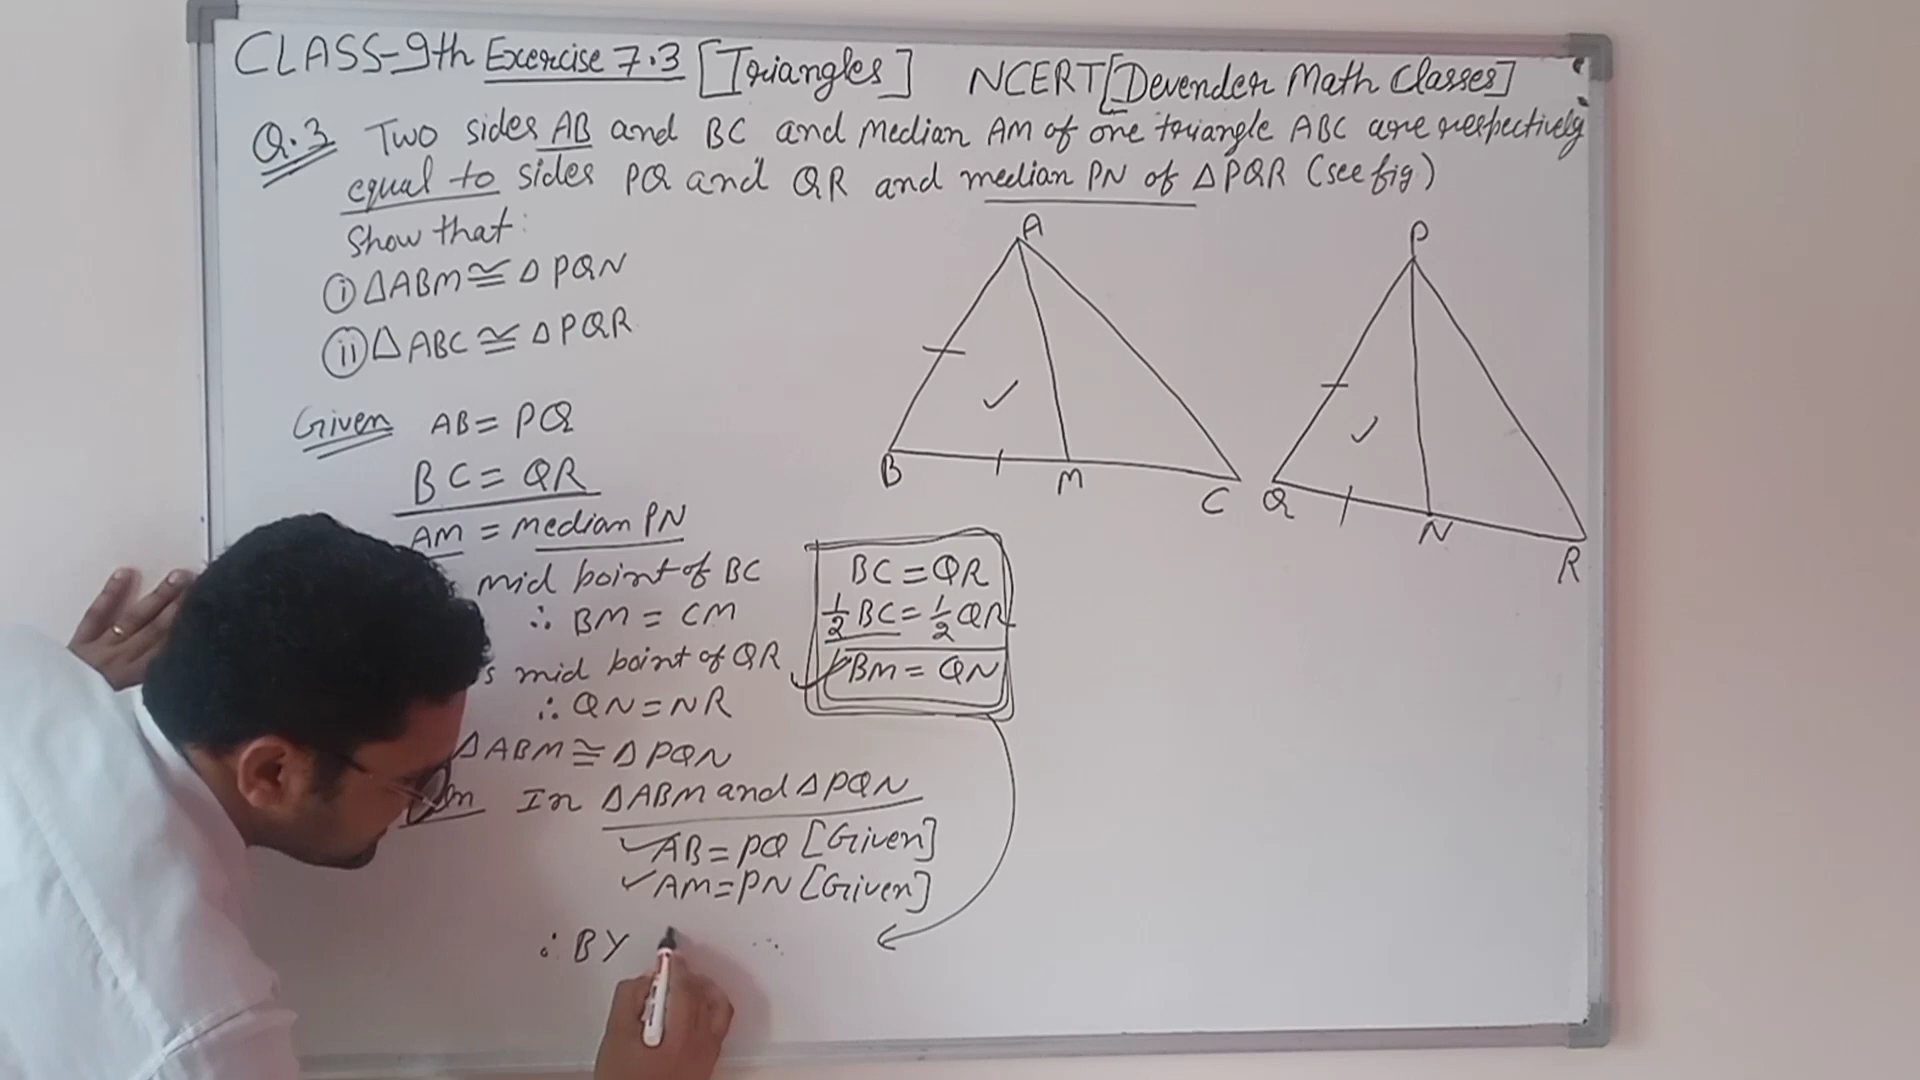 CLASS-9th Exercise 7.3 [Triangles] NCERT [Devender Math Classes]
Q.3 Two sides AB and BC and Median AM of one triangle ABC are respectively
equal to sides PQ and QR and median PN of △PQR (see fig)
Show that:
(i) △ABM ≅ △PQN
(ii) △ABC ≅ △PQR
Given AB = PQ
BC = QR
AM = median PN
mid point of BC
∴ BM = CM
s mid point of QR
∴ QN = NR
△ABM ≅ △PQN
In △ABM and △PQN
AB = PQ [Given]
AM = PN [Given]
∴ BY
BC = QR
1/2 BC = 1/2 QR
BM = QN
A
B
M
C
P
Q
N
R